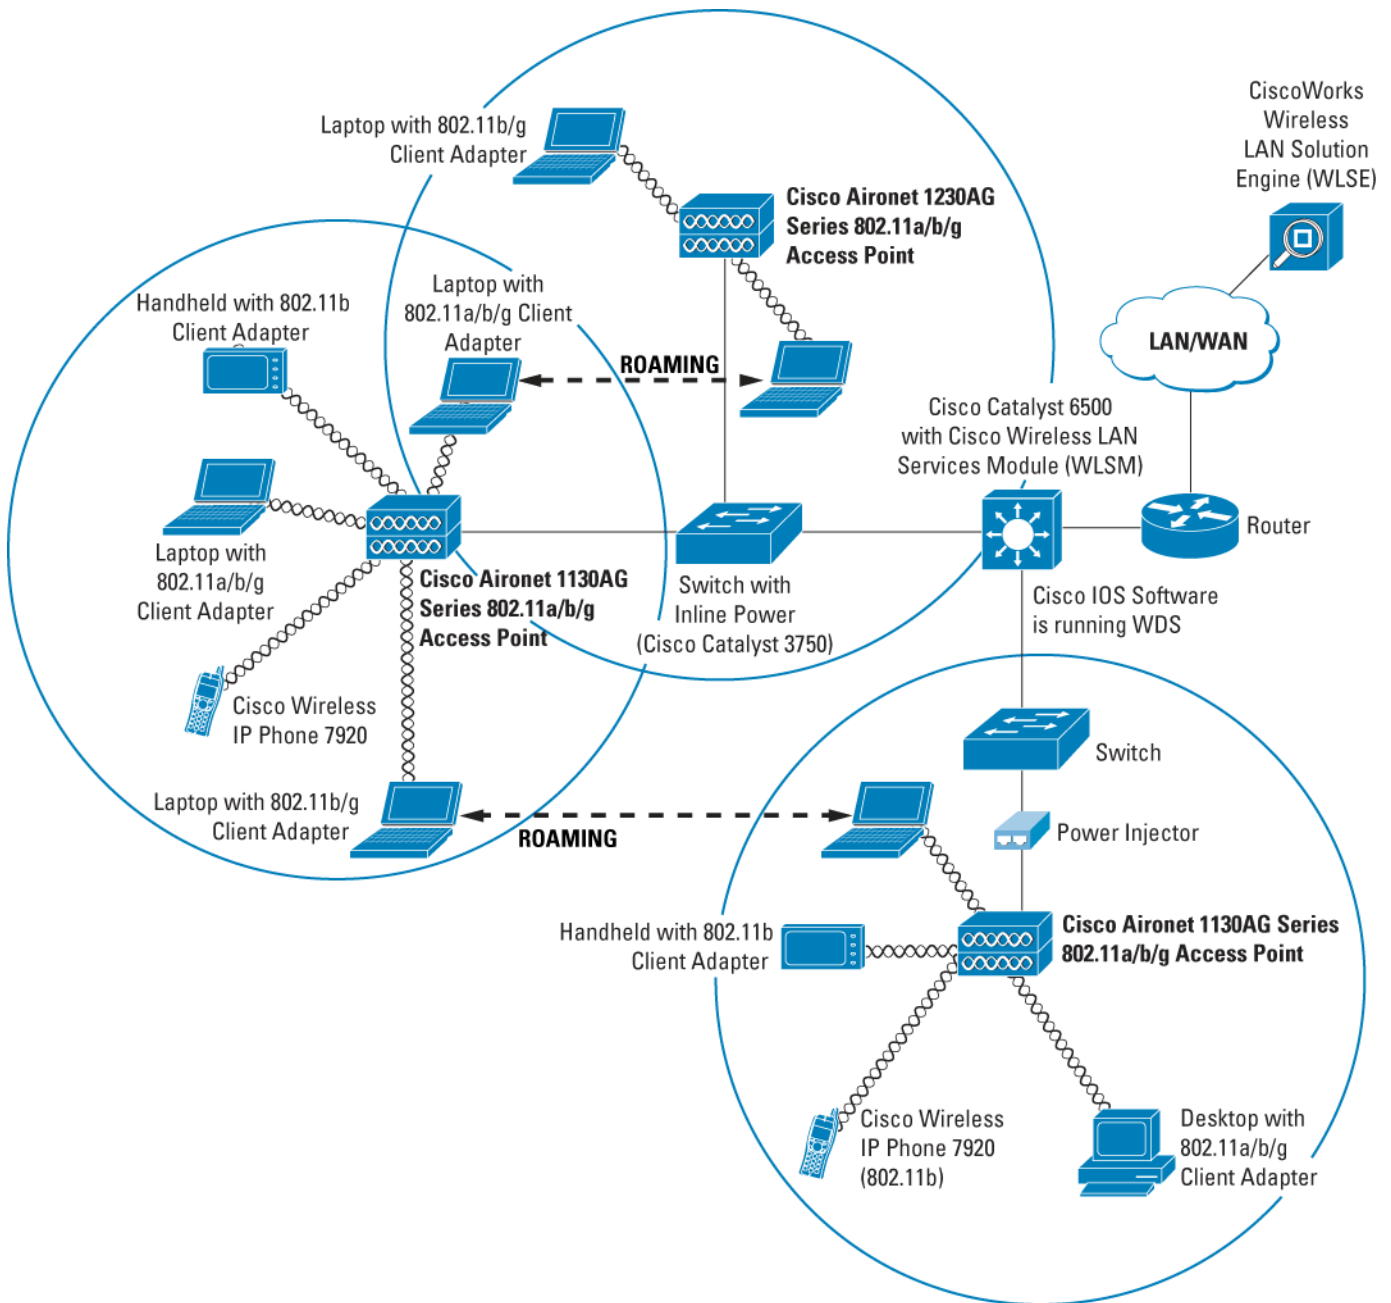 CiscoWorks
Wireless
LAN Solution
Engine (WLSE)
Laptop with 802.11b/g
Client Adapter
Cisco Aironet 1230AG
Series 802.11a/b/g
Access Point
Laptop with
802.11a/b/g Client
Adapter
Handheld with 802.11b
Client Adapter
LAN/WAN
ROAMING
Cisco Catalyst 6500
with Cisco Wireless LAN
Services Module (WLSM)
Router
Laptop with
802.11a/b/g
Client Adapter
Cisco Aironet 1130AG
Series 802.11a/b/g
Access Point
Switch with
Inline Power
(Cisco Catalyst 3750)
Cisco IOS Software
is running WDS
Cisco Wireless
IP Phone 7920
Switch
Laptop with 802.11b/g
Client Adapter
ROAMING
Power Injector
Handheld with 802.11b
Client Adapter
Cisco Aironet 1130AG Series
802.11a/b/g Access Point
Cisco Wireless
IP Phone 7920
(802.11b)
Desktop with
802.11a/b/g
Client Adapter